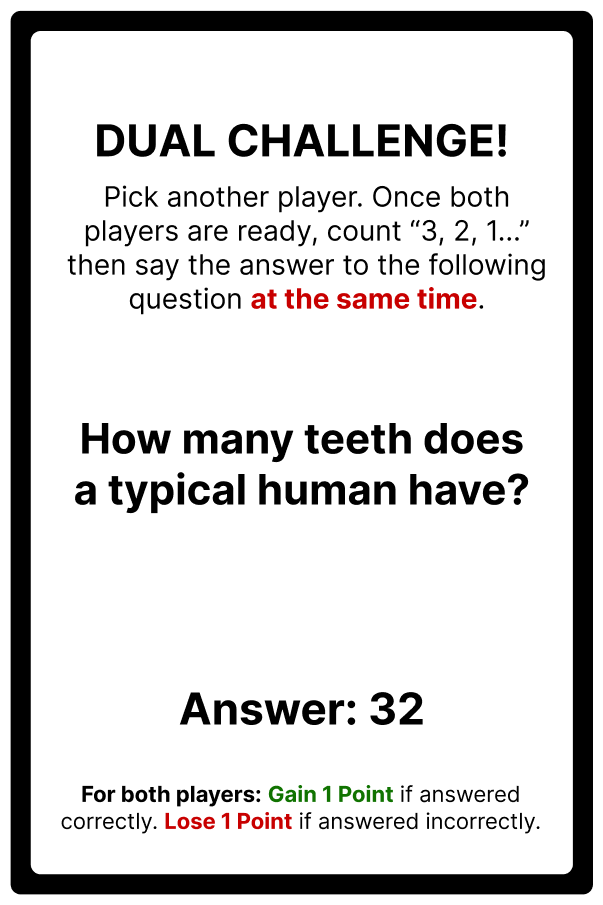 DUAL CHALLENGE!
Pick another player. Once both
players are ready, count “3, 2, 1...”
then say the answer to the following
question at the same time.
How many teeth does
a typical human have?
Answer: 32
For both players: Gain 1 Point if answered
correctly. Lose 1 Point if answered incorrectly.